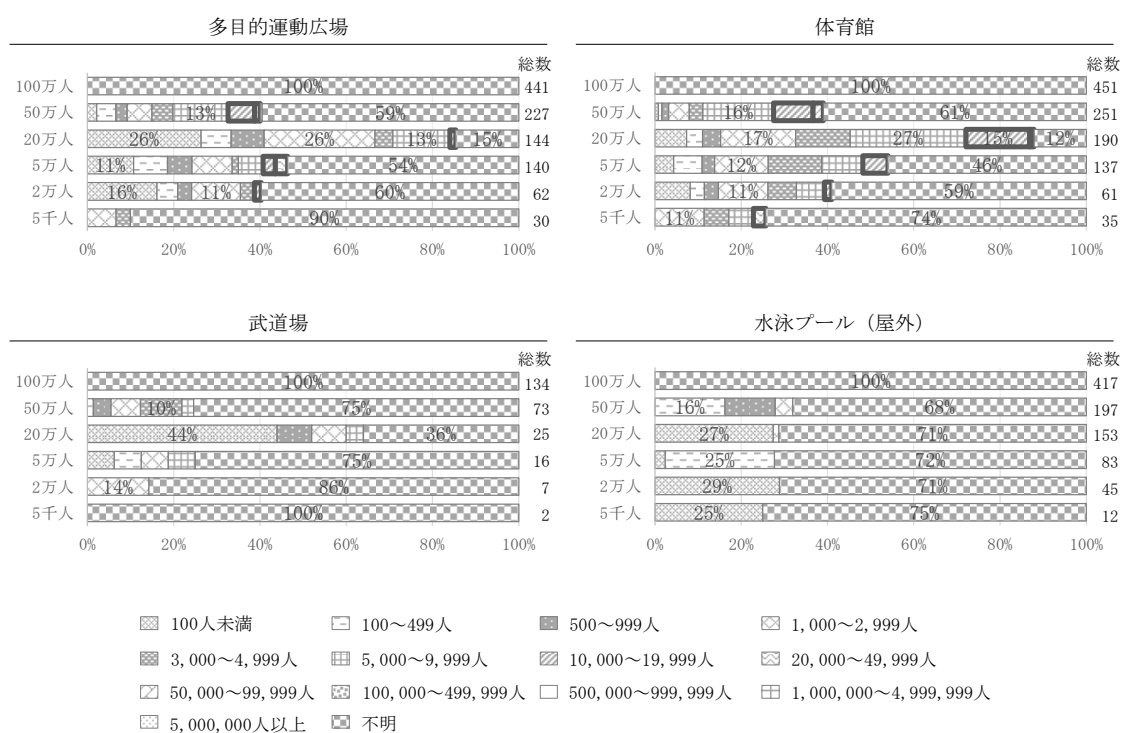 多目的運動広場
総数
100万人 100% 441
50万人 13% 59% 227
20万人 26% 26% 13% 15% 144
5万人 11% 54% 140
2万人 16% 11% 60% 62
5千人 90% 30
0% 20% 40% 60% 80% 100%
体育館
総数
100万人 100% 451
50万人 16% 61% 251
20万人 17% 27% 15% 12% 190
5万人 12% 46% 137
2万人 11% 59% 61
5千人 11% 74% 35
0% 20% 40% 60% 80% 100%
武道場
総数
100万人 100% 134
50万人 10% 75% 73
20万人 44% 36% 25
5万人 75% 16
2万人 14% 86% 7
5千人 100% 2
0% 20% 40% 60% 80% 100%
水泳プール（屋外）
総数
100万人 100% 417
50万人 16% 68% 197
20万人 27% 71% 153
5万人 25% 72% 83
2万人 29% 71% 45
5千人 25% 75% 12
0% 20% 40% 60% 80% 100%
100人未満 100～499人 500～999人 1,000～2,999人
3,000～4,999人 5,000～9,999人 10,000～19,999人 20,000～49,999人
50,000～99,999人 100,000～499,999人 500,000～999,999人 1,000,000～4,999,999人
5,000,000人以上 不明